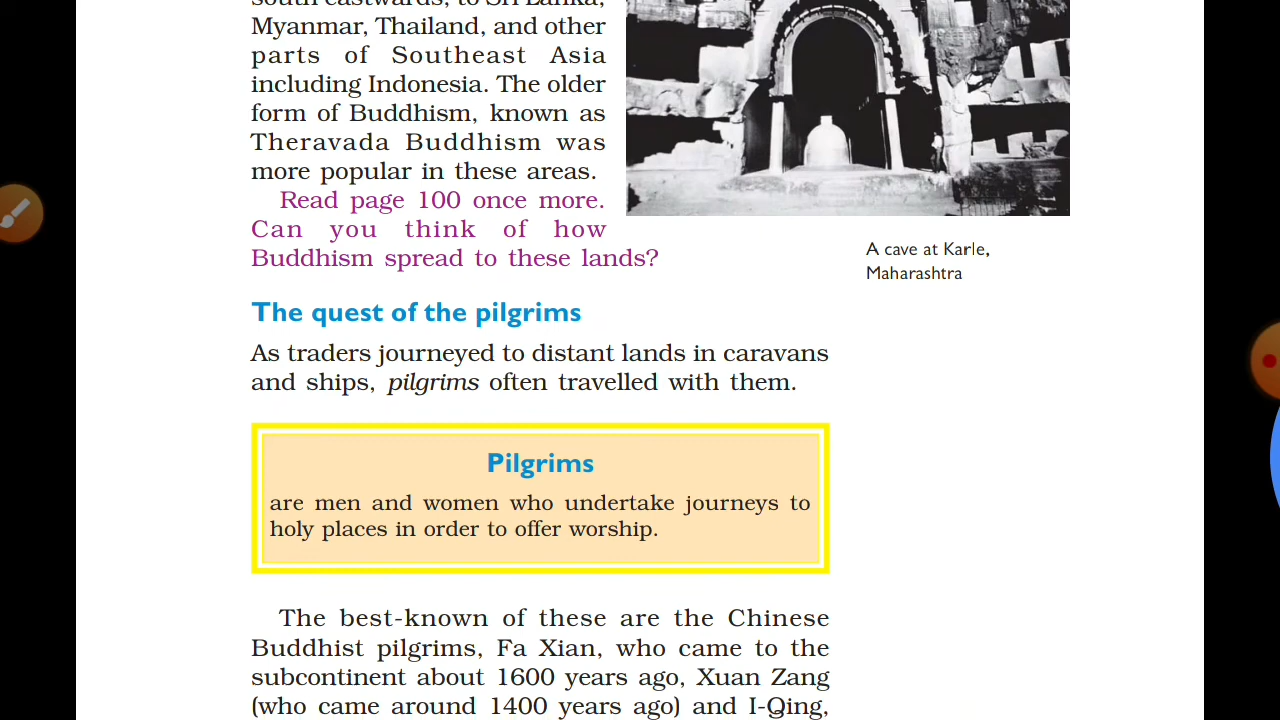 south eastwards, to Sri Lanka,
Myanmar, Thailand, and other
parts of Southeast Asia
including Indonesia. The older
form of Buddhism, known as
Theravada Buddhism was
more popular in these areas.
Read page 100 once more.
Can you think of how
Buddhism spread to these lands?
A cave at Karle,
Maharashtra
The quest of the pilgrims
As traders journeyed to distant lands in caravans
and ships, pilgrims often travelled with them.
Pilgrims
are men and women who undertake journeys to
holy places in order to offer worship.
The best-known of these are the Chinese
Buddhist pilgrims, Fa Xian, who came to the
subcontinent about 1600 years ago, Xuan Zang
(who came around 1400 years ago) and I-Qing,